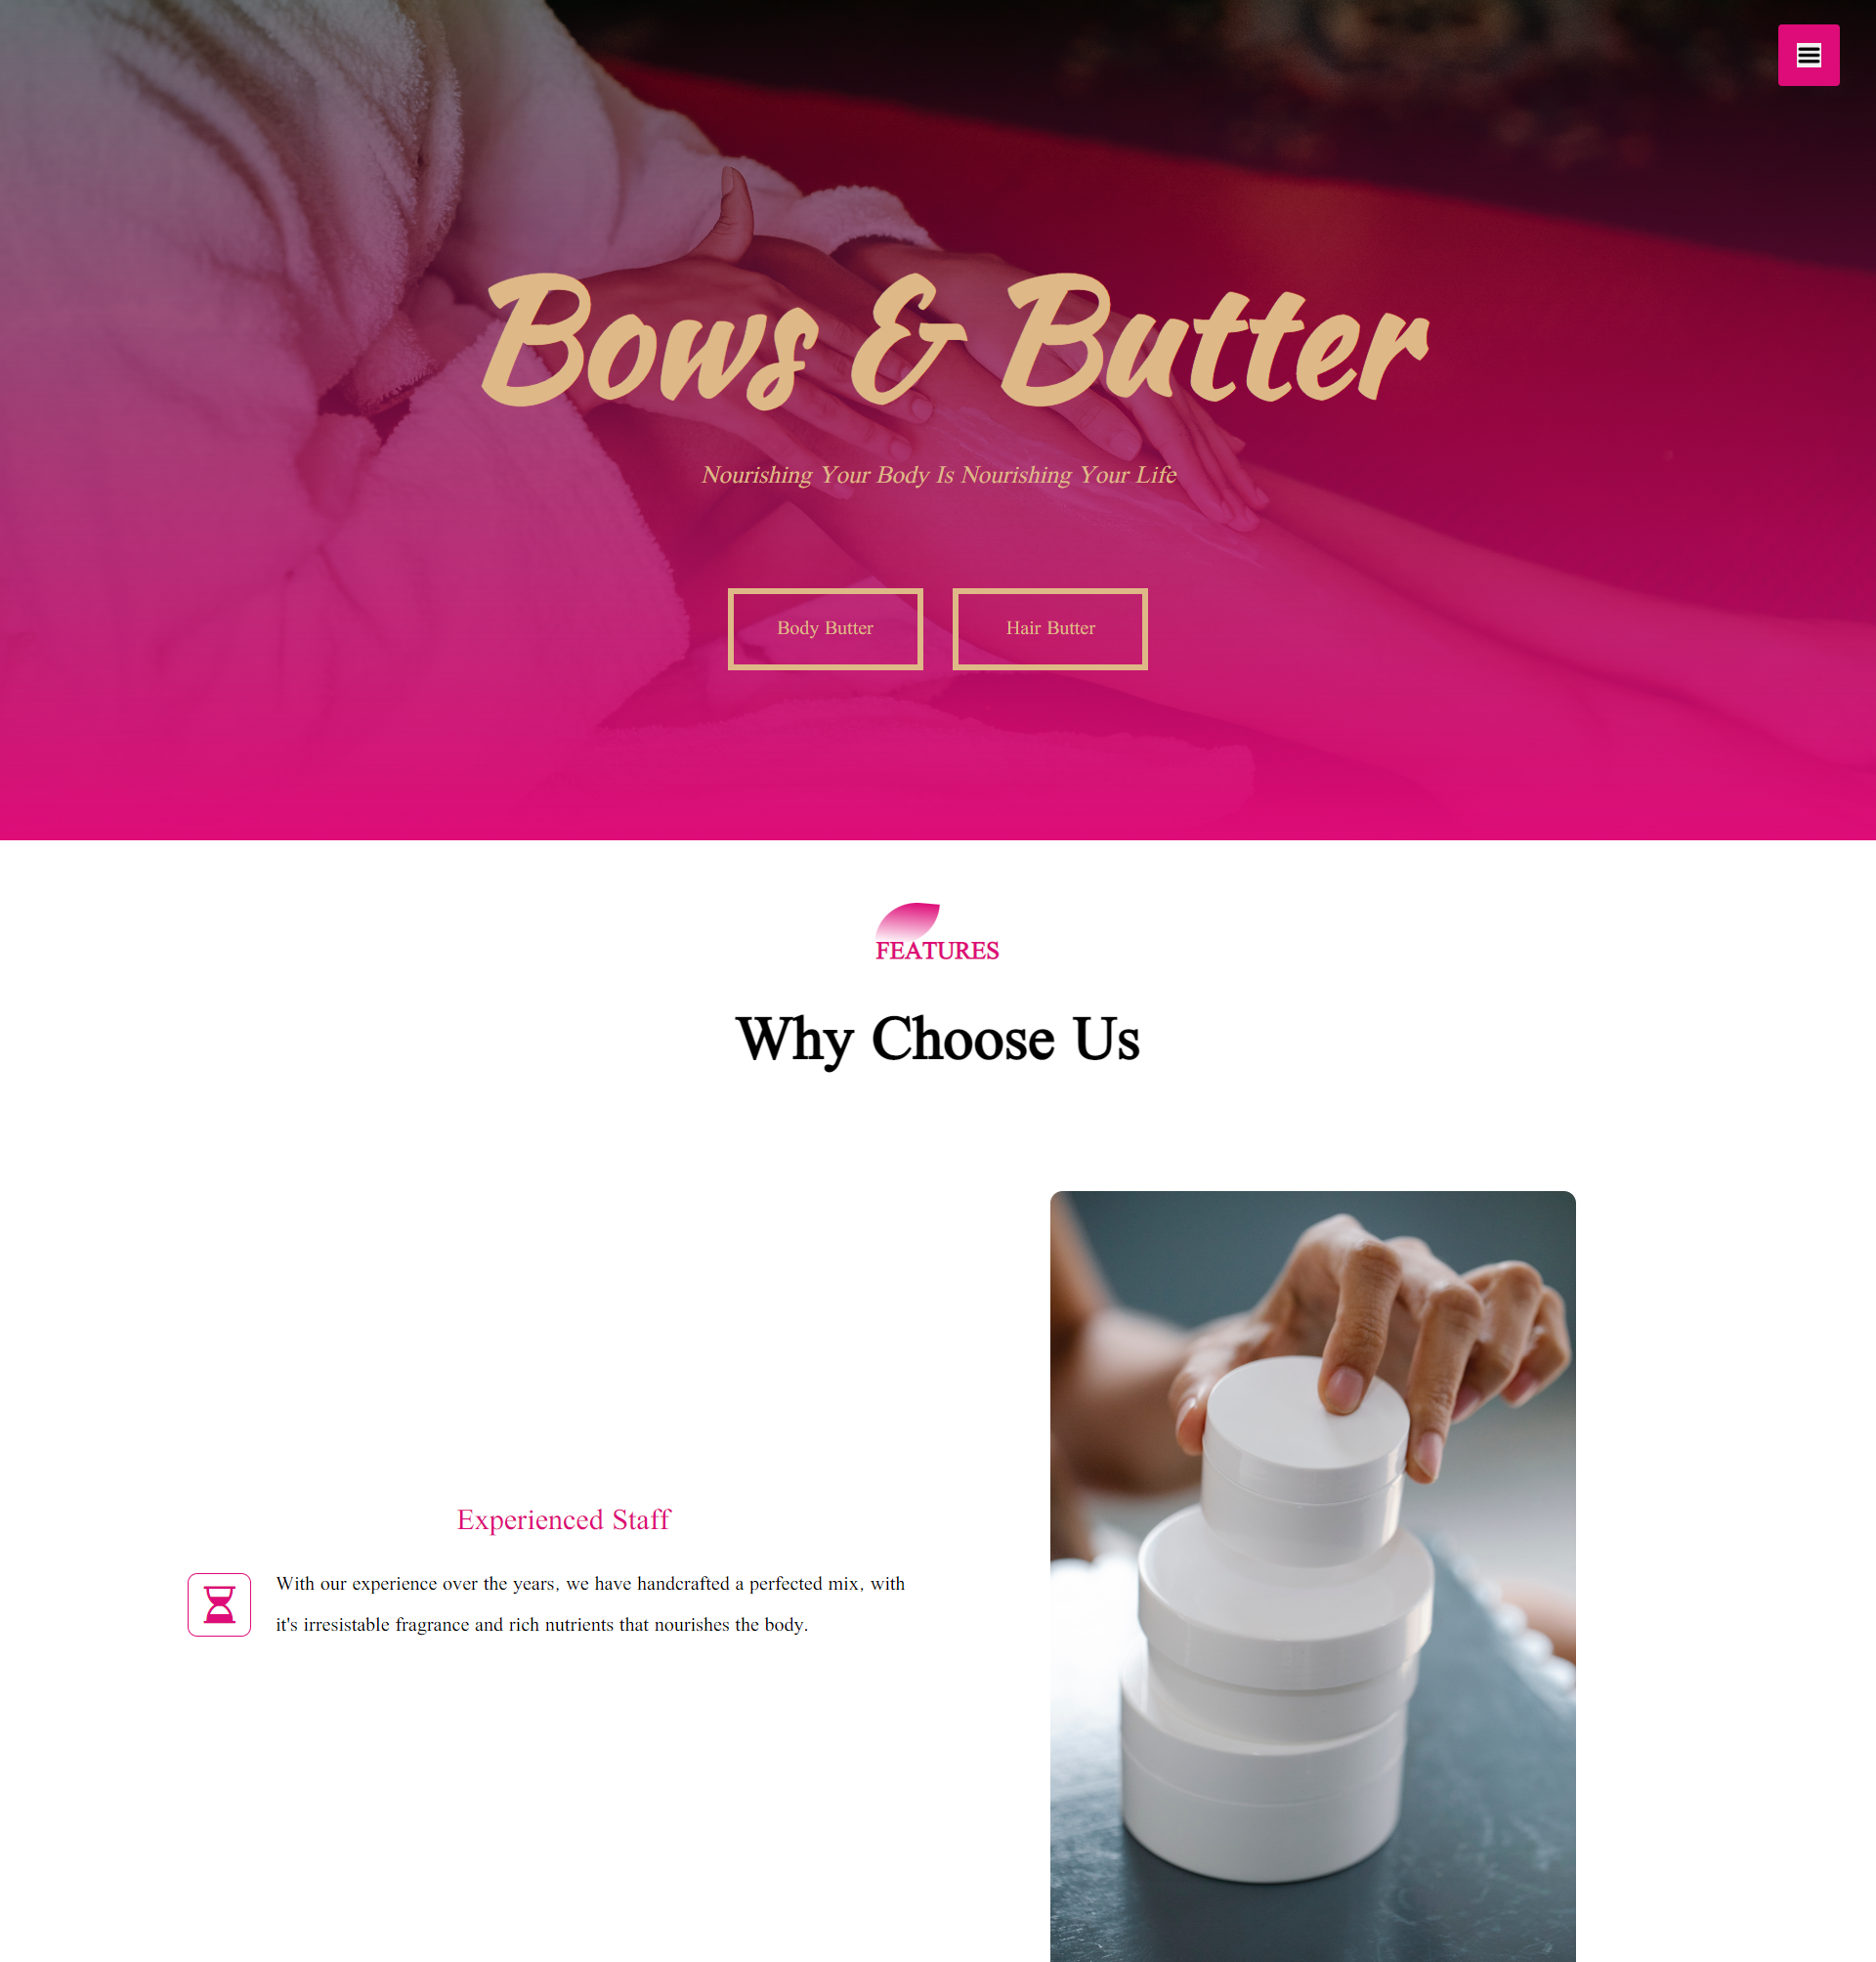 Bows & Butter
Nourishing Your Body Is Nourishing Your Life
Body Butter
Hair Butter
FEATURES
Why Choose Us
Experienced Staff
With our experience over the years, we have handcrafted a perfected mix, with
it's irresistable fragrance and rich nutrients that nourishes the body.